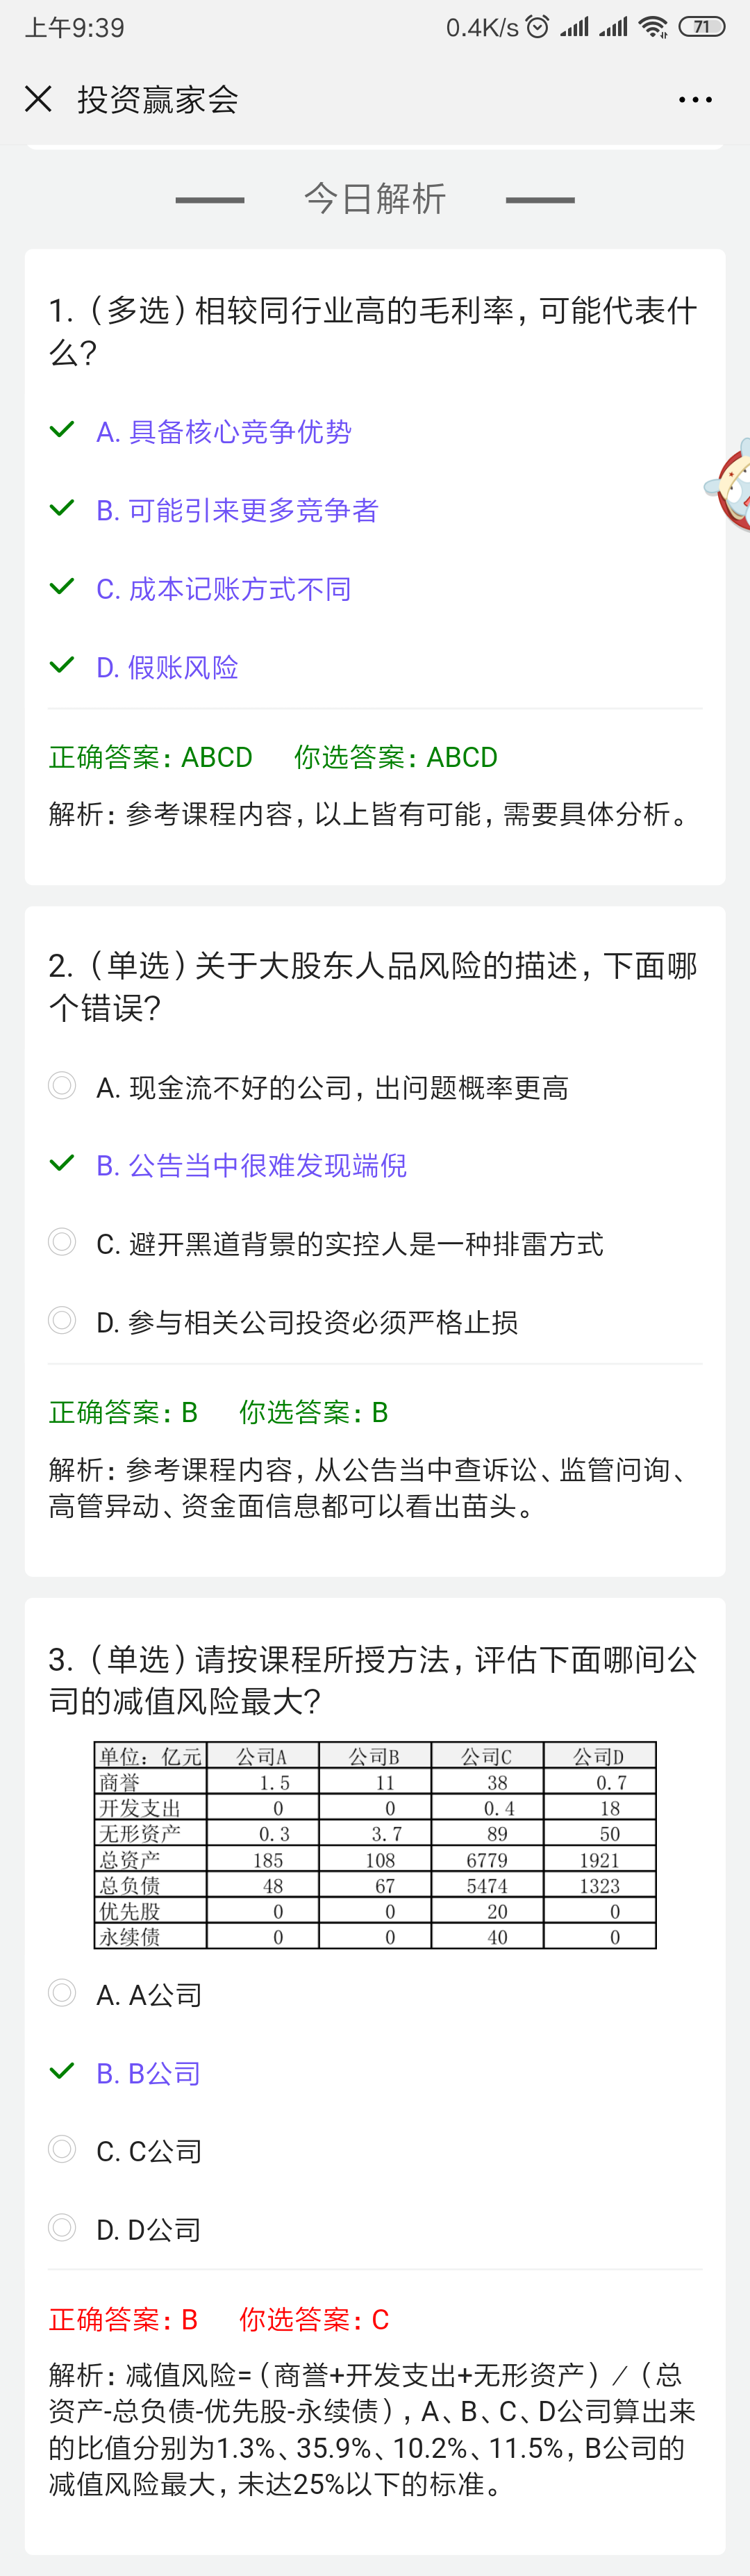 上午9:39
0.4K/s
71
投资赢家会
今日解析
1.（多选）相较同行业高的毛利率，可能代表什
么？
A. 具备核心竞争优势
B. 可能引来更多竞争者
C. 成本记账方式不同
D. 假账风险
正确答案：ABCD 你选答案：ABCD
解析：参考课程内容，以上皆有可能，需要具体分析。
2.（单选）关于大股东人品风险的描述，下面哪
个错误？
A. 现金流不好的公司，出问题概率更高
B. 公告当中很难发现端倪
C. 避开黑道背景的实控人是一种排雷方式
D. 参与相关公司投资必须严格止损
正确答案：B 你选答案：B
解析：参考课程内容，从公告当中查诉讼、监管问询、
高管异动、资金面信息都可以看出苗头。
3.（单选）请按课程所授方法，评估下面哪间公
司的减值风险最大？
单位：亿元 公司A 公司B 公司C 公司D
商誉 1.5 11 38 0.7
开发支出 0 0 0.4 18
无形资产 0.3 3.7 89 50
总资产 185 108 6779 1921
总负债 48 67 5474 1323
优先股 0 0 20 0
永续债 0 0 40 0
A. A公司
B. B公司
C. C公司
D. D公司
正确答案：B 你选答案：C
解析：减值风险=（商誉+开发支出+无形资产）／（总
资产-总负债-优先股-永续债），A、B、C、D公司算出来
的比值分别为1.3%、35.9%、10.2%、11.5%，B公司的
减值风险最大，未达25%以下的标准。